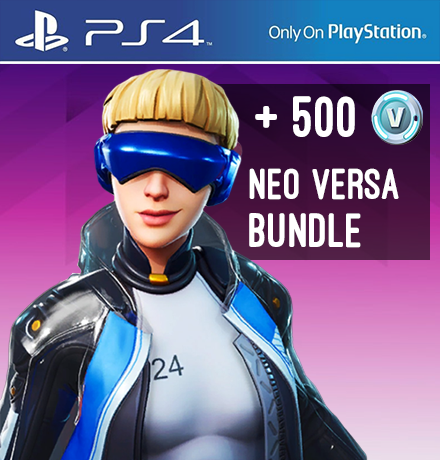 PS4
Only On PlayStation®
+ 500 V
NEO VERSA
BUNDLE
24